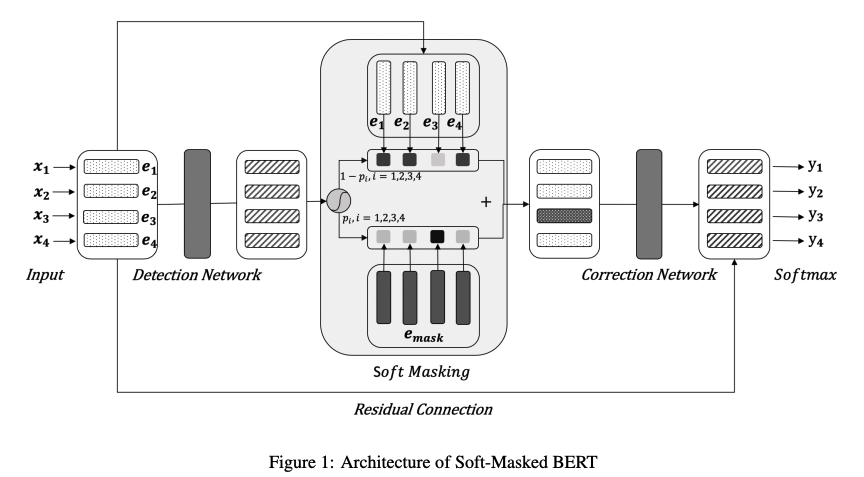 e1 e2 e3 e4
1 − pi, i = 1,2,3,4
x1 e1 y1
x2 e2 + y2
pi, i = 1,2,3,4
x3 e3 y3
x4 e4 y4
Input Detection Network Correction Network Softmax
emask
Soft Masking
Residual Connection
Figure 1: Architecture of Soft-Masked BERT